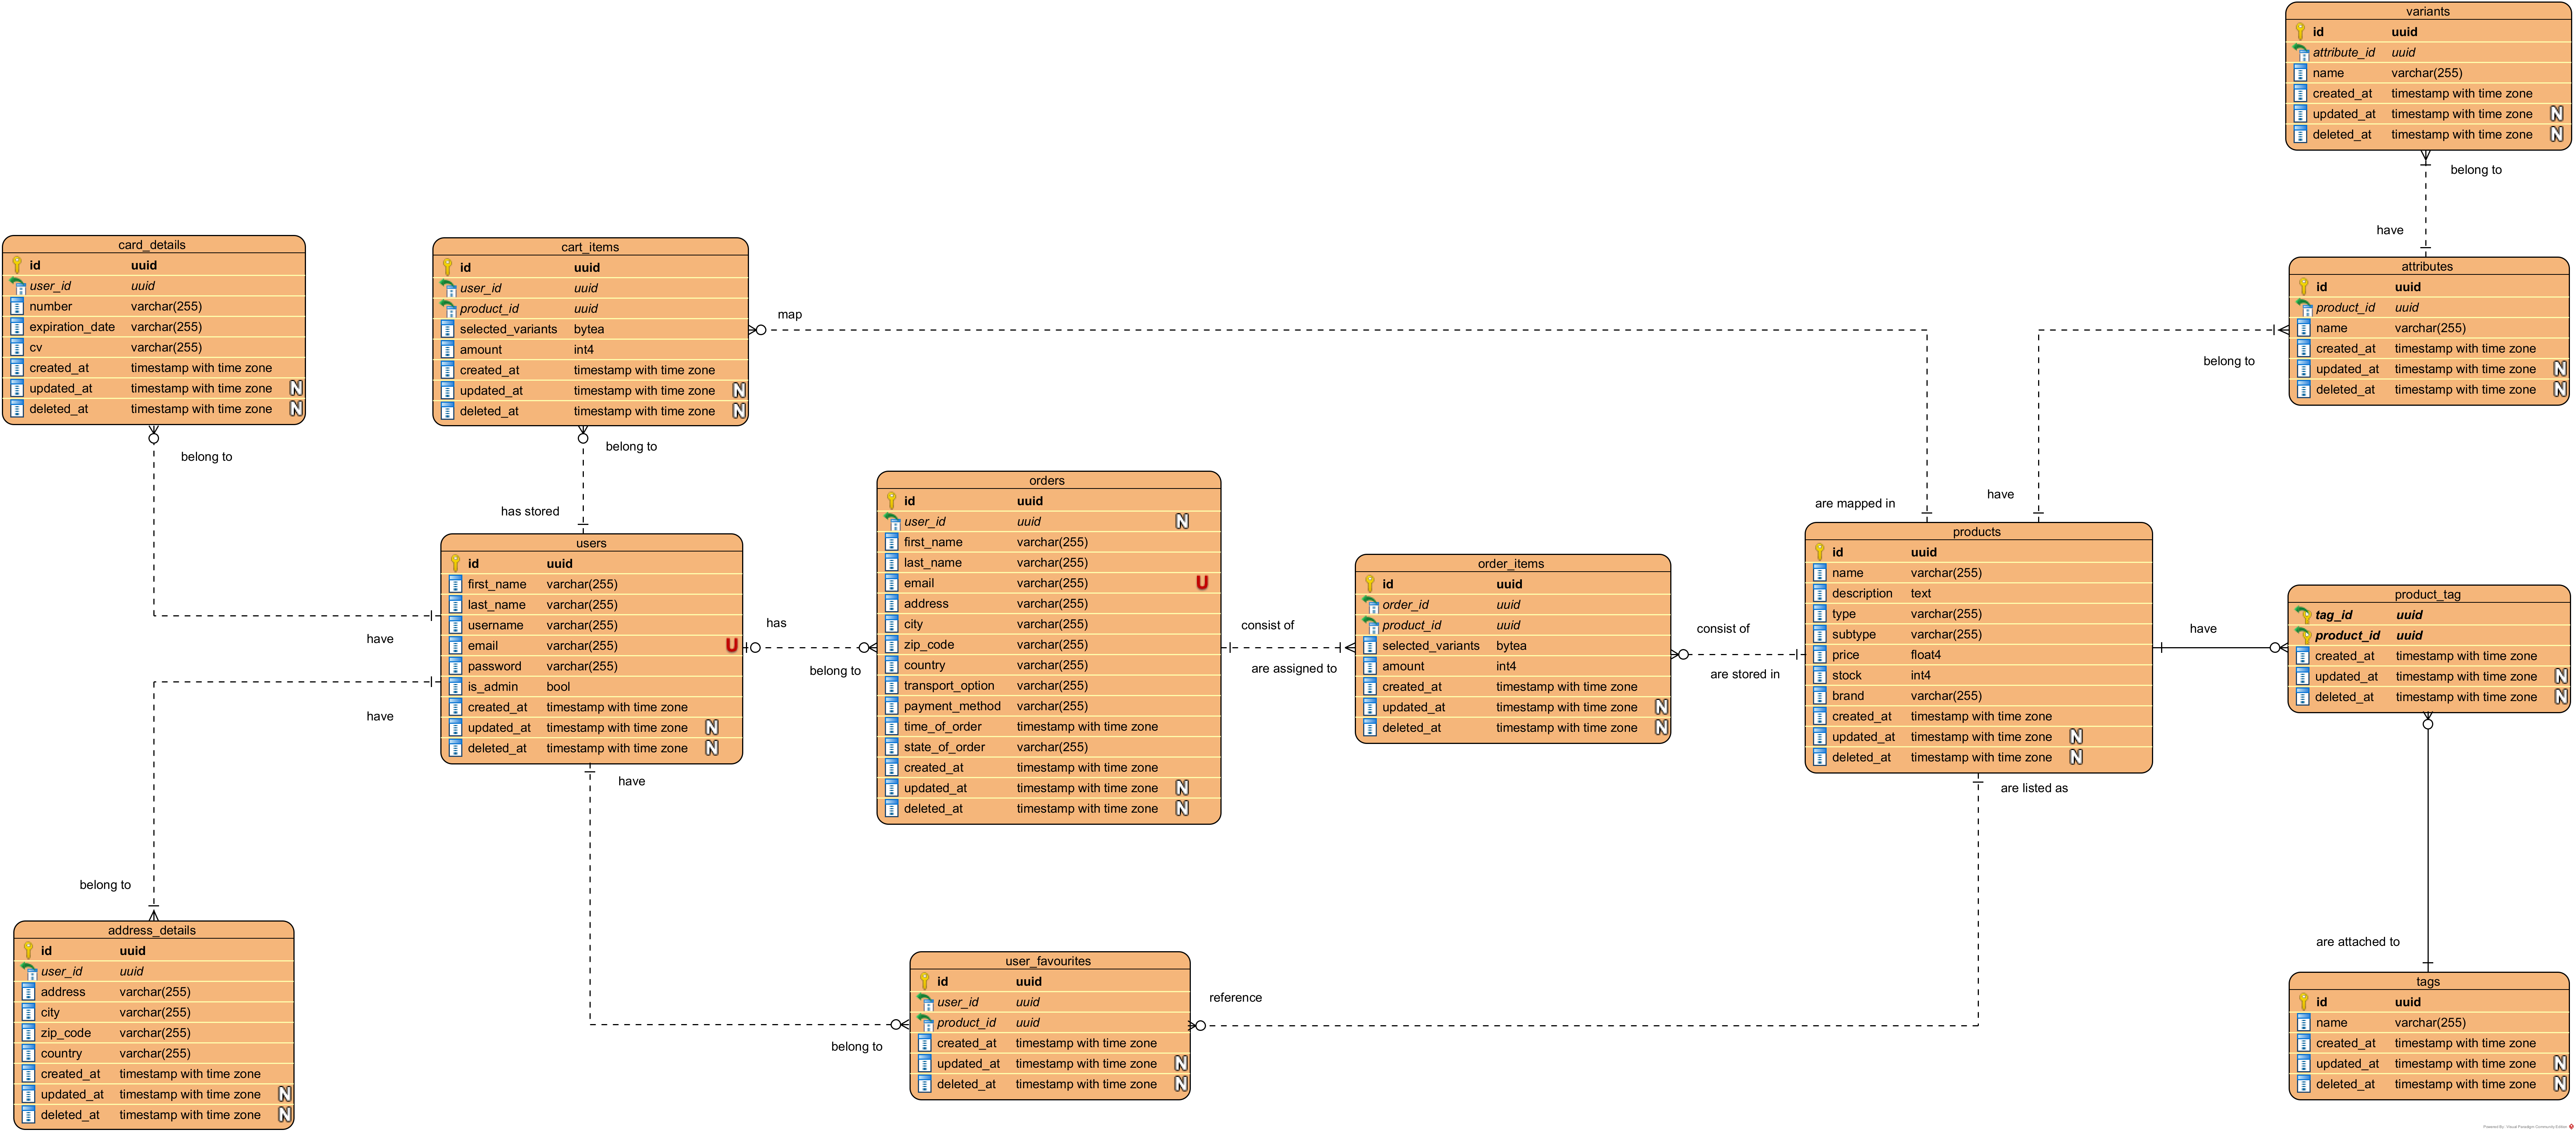 variants
id uuid
attribute_id uuid
name varchar(255)
created_at timestamp with time zone
updated_at timestamp with time zone N
deleted_at timestamp with time zone N
belong to
have
card_details
id uuid
user_id uuid
number varchar(255)
expiration_date varchar(255)
cv varchar(255)
created_at timestamp with time zone
updated_at timestamp with time zone N
deleted_at timestamp with time zone N
belong to
have
cart_items
id uuid
user_id uuid
product_id uuid
selected_variants bytea
amount int4
created_at timestamp with time zone
updated_at timestamp with time zone N
deleted_at timestamp with time zone N
map
belong to
has stored
are mapped in
attributes
id uuid
product_id uuid
name varchar(255)
created_at timestamp with time zone
updated_at timestamp with time zone N
deleted_at timestamp with time zone N
belong to
have
users
id uuid
first_name varchar(255)
last_name varchar(255)
username varchar(255)
email varchar(255) U
password varchar(255)
is_admin bool
created_at timestamp with time zone
updated_at timestamp with time zone N
deleted_at timestamp with time zone N
has
belong to
have
have
orders
id uuid
user_id uuid N
first_name varchar(255)
last_name varchar(255)
email varchar(255) U
address varchar(255)
city varchar(255)
zip_code varchar(255)
country varchar(255)
transport_option varchar(255)
payment_method varchar(255)
time_of_order timestamp with time zone
state_of_order varchar(255)
created_at timestamp with time zone
updated_at timestamp with time zone N
deleted_at timestamp with time zone N
consist of
are assigned to
order_items
id uuid
order_id uuid
product_id uuid
selected_variants bytea
amount int4
created_at timestamp with time zone
updated_at timestamp with time zone N
deleted_at timestamp with time zone N
consist of
are stored in
products
id uuid
name varchar(255)
description text
type varchar(255)
subtype varchar(255)
price float4
stock int4
brand varchar(255)
created_at timestamp with time zone
updated_at timestamp with time zone N
deleted_at timestamp with time zone N
are listed as
have
product_tag
tag_id uuid
product_id uuid
created_at timestamp with time zone
updated_at timestamp with time zone N
deleted_at timestamp with time zone N
are attached to
belong to
address_details
id uuid
user_id uuid
address varchar(255)
city varchar(255)
zip_code varchar(255)
country varchar(255)
created_at timestamp with time zone
updated_at timestamp with time zone N
deleted_at timestamp with time zone N
user_favourites
id uuid
user_id uuid
product_id uuid
created_at timestamp with time zone
updated_at timestamp with time zone N
deleted_at timestamp with time zone N
belong to
reference
tags
id uuid
name varchar(255)
created_at timestamp with time zone
updated_at timestamp with time zone N
deleted_at timestamp with time zone N
Powered By: Visual Paradigm Community Edition